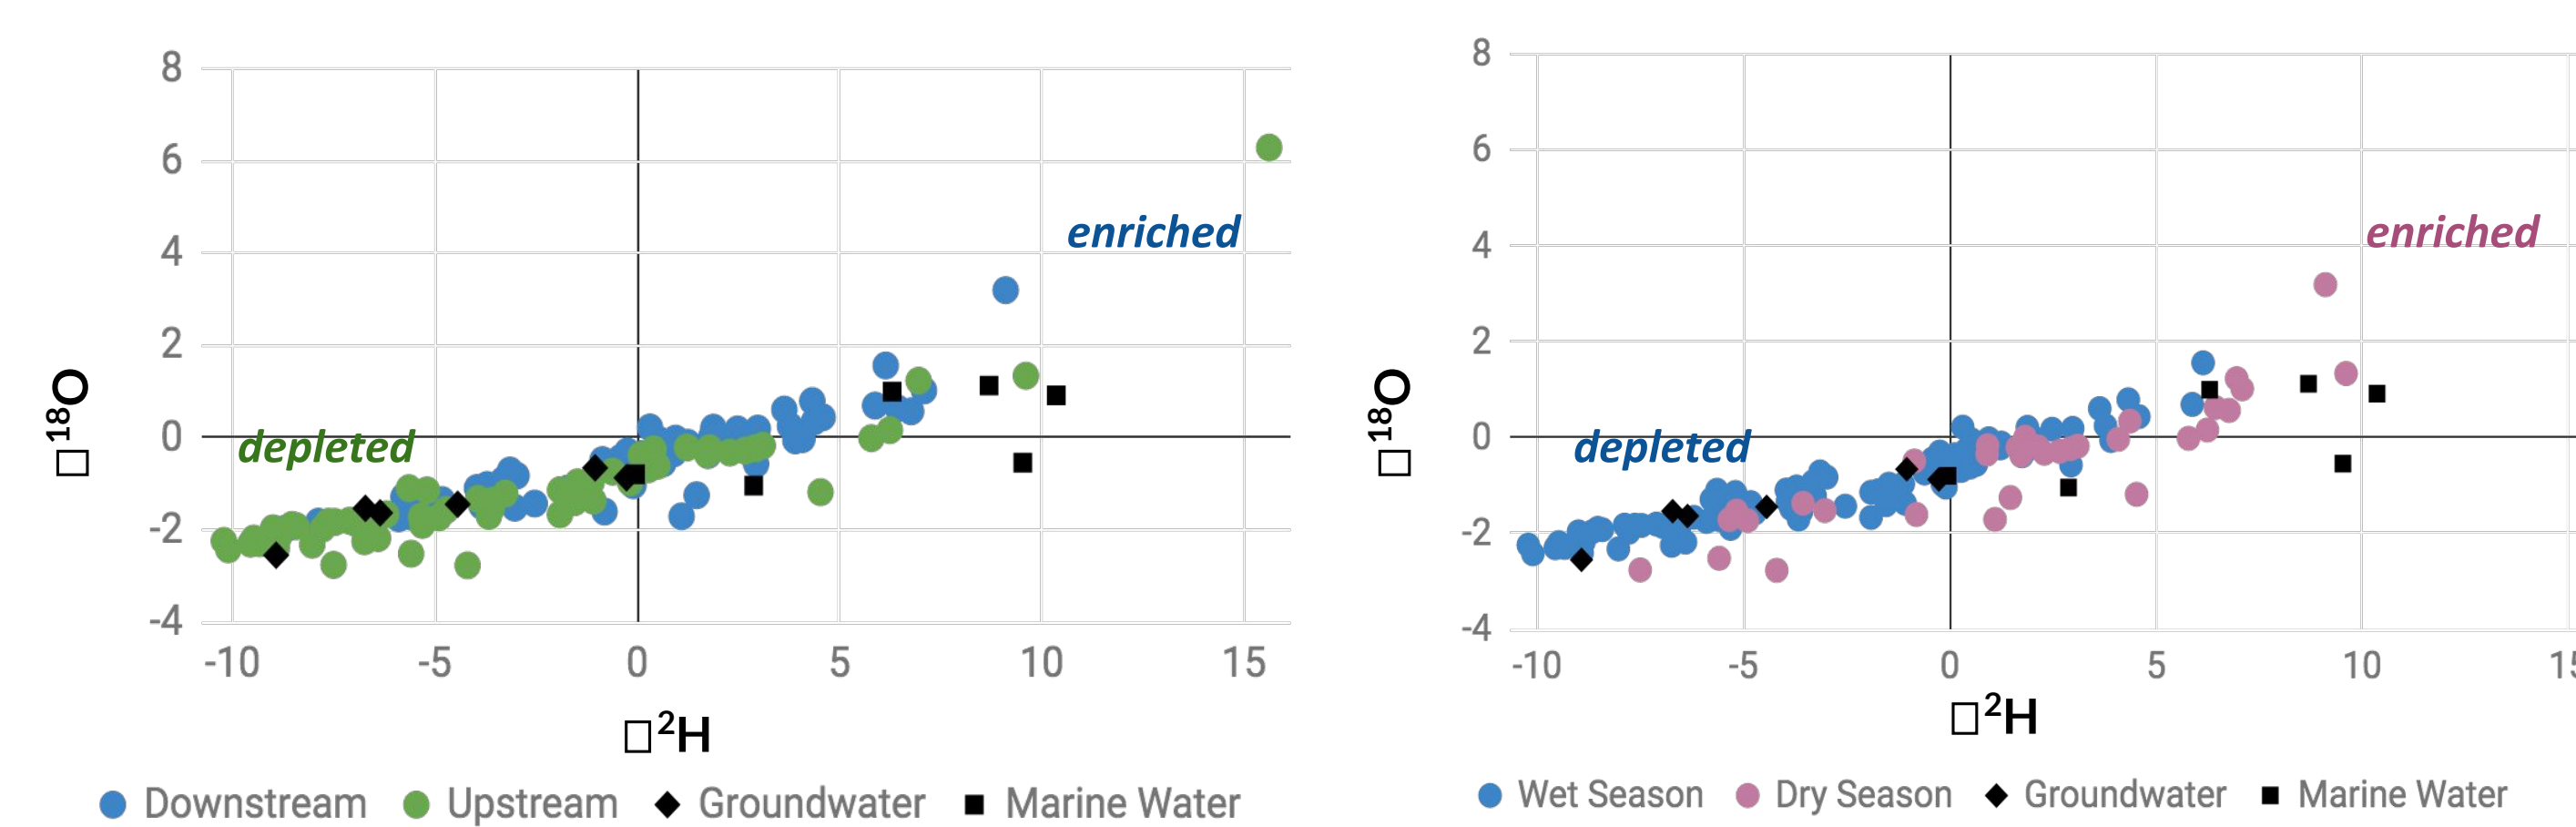 8
6
4
2
0
-2
-4
-10 -5 0 5 10 15
□18O
□2H
enriched
depleted
Downstream Upstream Groundwater Marine Water
8
6
4
2
0
-2
-4
-10 -5 0 5 10 15
□18O
□2H
enriched
depleted
Wet Season Dry Season Groundwater Marine Water